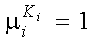 μ_i^{K_i} = 1